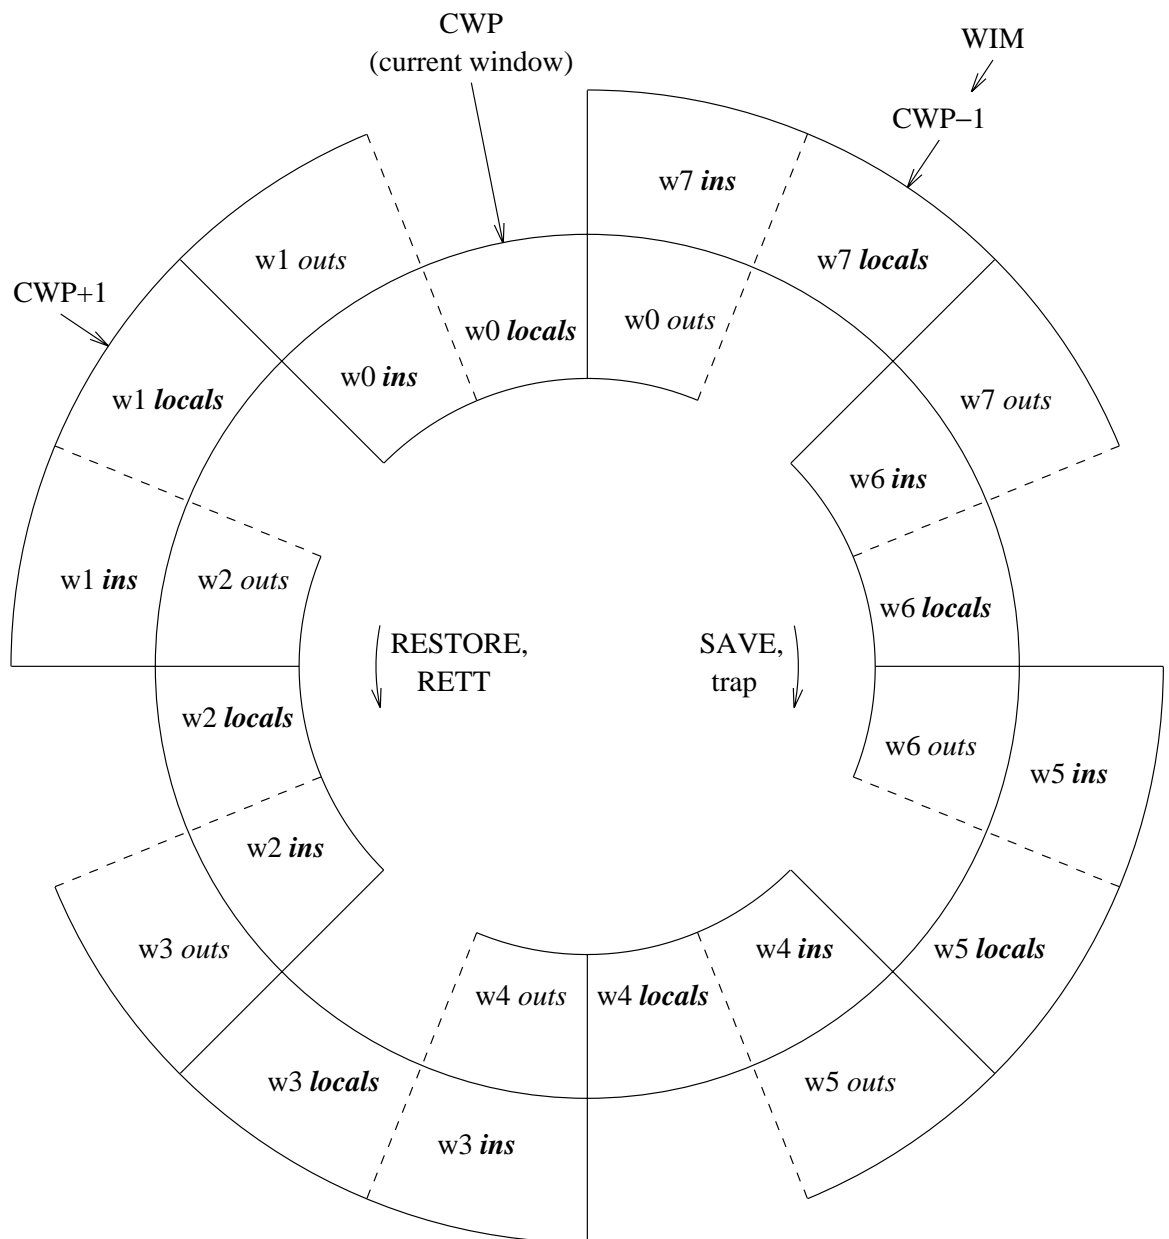 CWP
(current window)
WIM
CWP−1
w7 ins
w1 outs
w7 locals
CWP+1
w0 locals
w0 outs
w0 ins
w1 locals
w7 outs
w6 ins
w1 ins
w2 outs
w6 locals
RESTORE,
RETT
SAVE,
trap
w2 locals
w6 outs
w5 ins
w2 ins
w3 outs
w4 ins
w5 locals
w4 outs
w4 locals
w3 locals
w5 outs
w3 ins